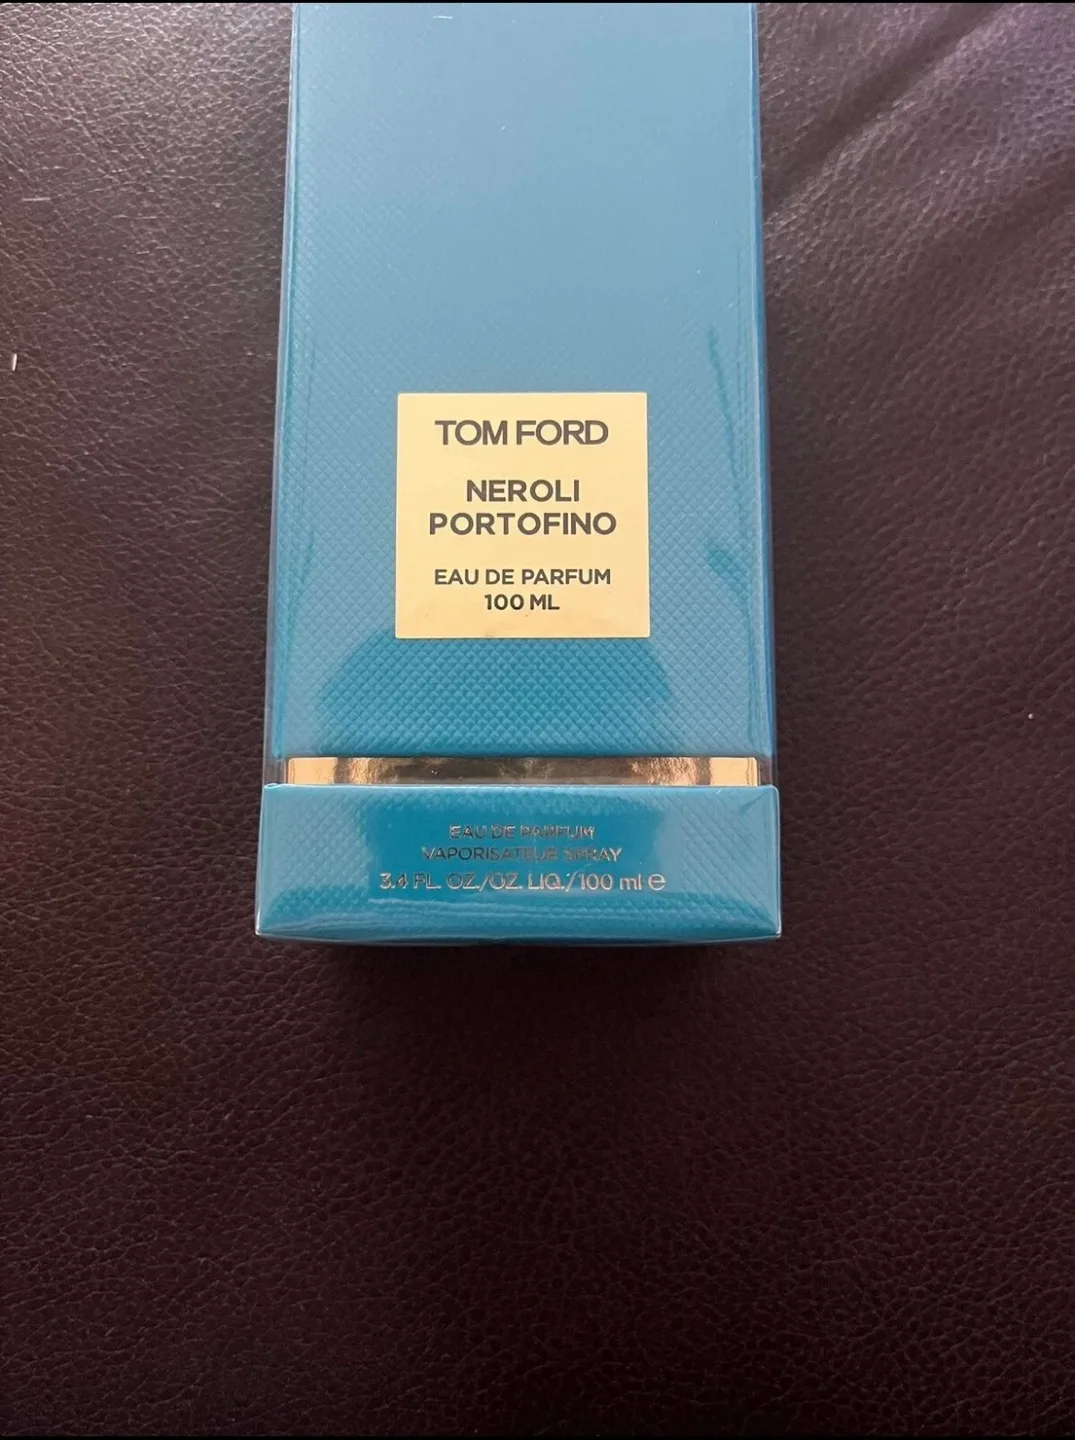 TOM FORD
NEROLI
PORTOFINO
EAU DE PARFUM
100 ML
EAU DE PARFUM
VAPORISATEUR SPRAY
3.4 FL. OZ./OZ. LIQ./100 ml ℮